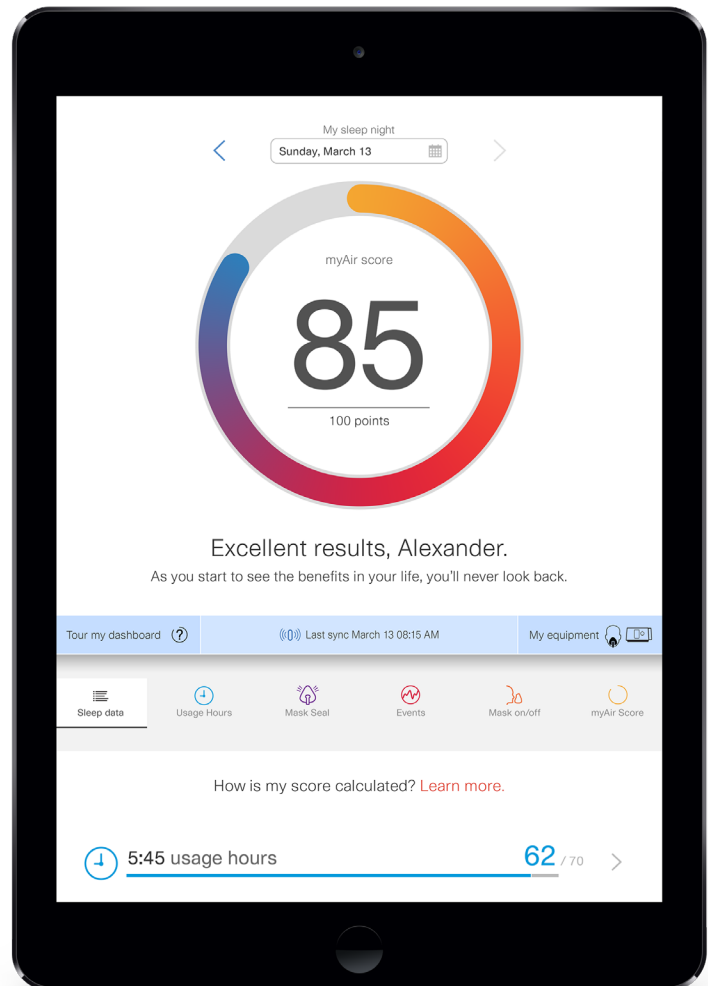 My sleep night
Sunday, March 13
myAir score
85
100 points
Excellent results, Alexander.
As you start to see the benefits in your life, you'll never look back.
Tour my dashboard ?
Last sync March 13 08:15 AM
My equipment
Sleep data
Usage Hours
Mask Seal
Events
Mask on/off
myAir Score
How is my score calculated? Learn more.
5:45 usage hours
62 / 70